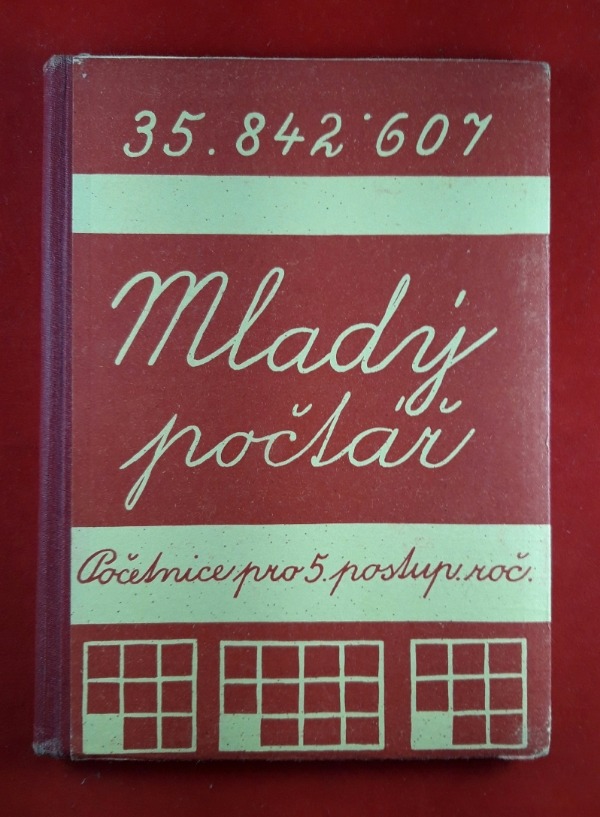 35.842˙607
Mladý
počtář
Početnice pro 5. postup. roč.